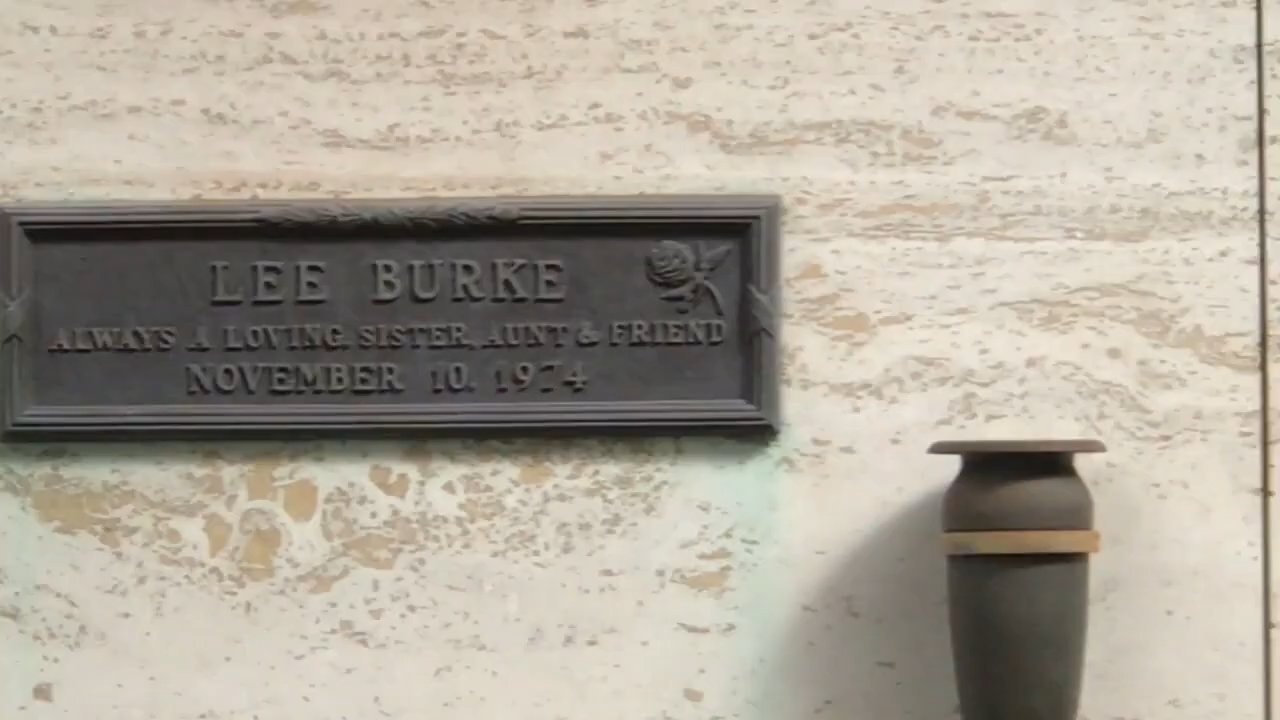 LEE BURKE
ALWAYS A LOVING, SISTER, AUNT & FRIEND
NOVEMBER 10, 1974